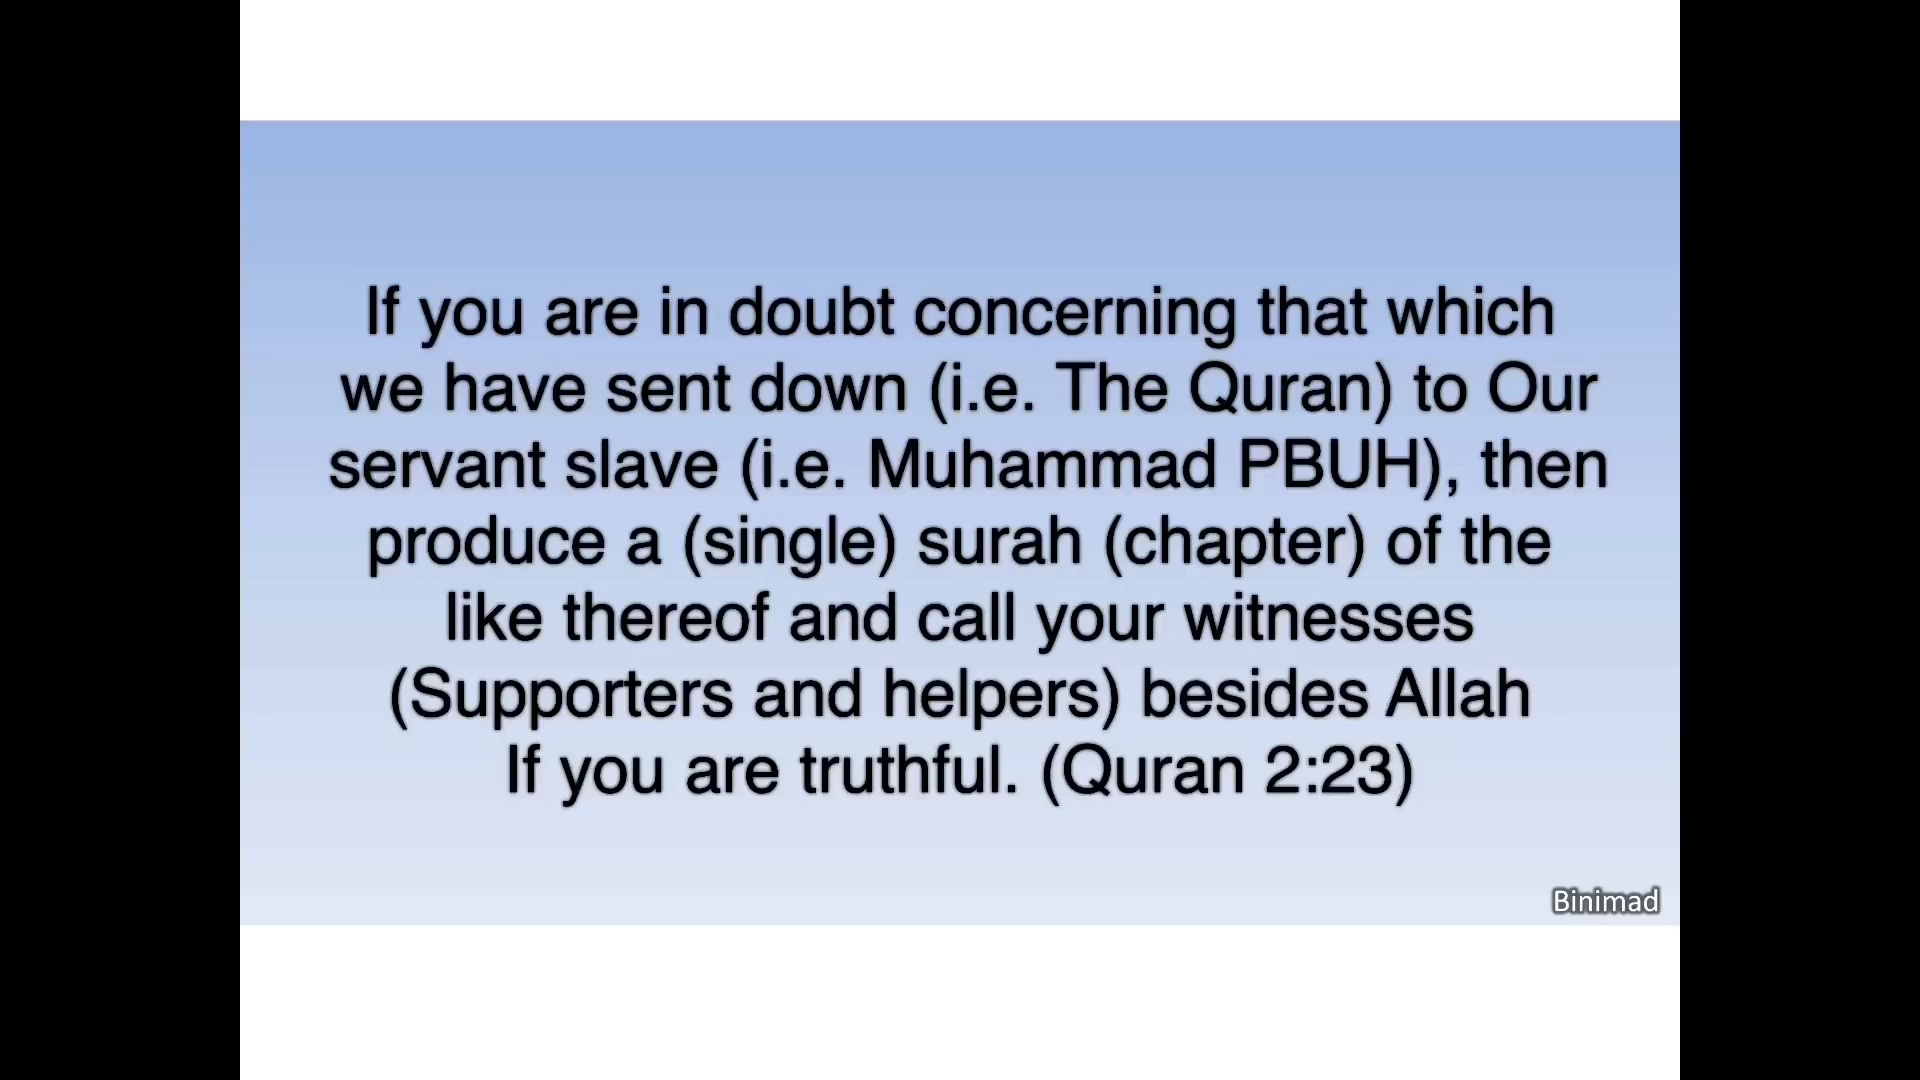 If you are in doubt concerning that which
we have sent down (i.e. The Quran) to Our
servant slave (i.e. Muhammad PBUH), then
produce a (single) surah (chapter) of the
like thereof and call your witnesses
(Supporters and helpers) besides Allah
If you are truthful. (Quran 2:23)
Binimad